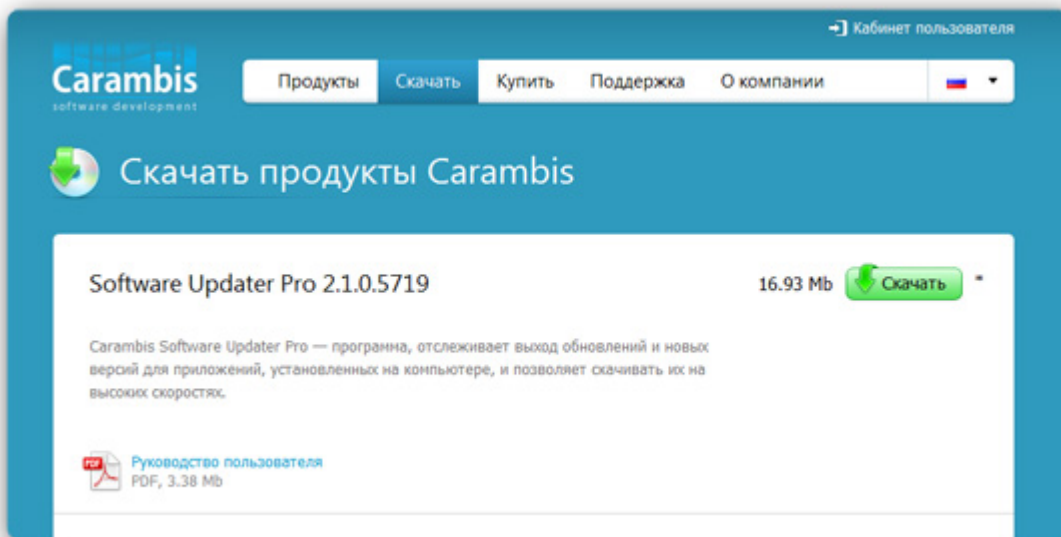 Кабинет пользователя
Carambis
software development
Продукты Скачать Купить Поддержка О компании
Скачать продукты Carambis
Software Updater Pro 2.1.0.5719
16.93 Mb Скачать *
Carambis Software Updater Pro — программа, отслеживает выход обновлений и новых
версий для приложений, установленных на компьютере, и позволяет скачивать их на
высоких скоростях.
PDF
Руководство пользователя
PDF, 3.38 Mb